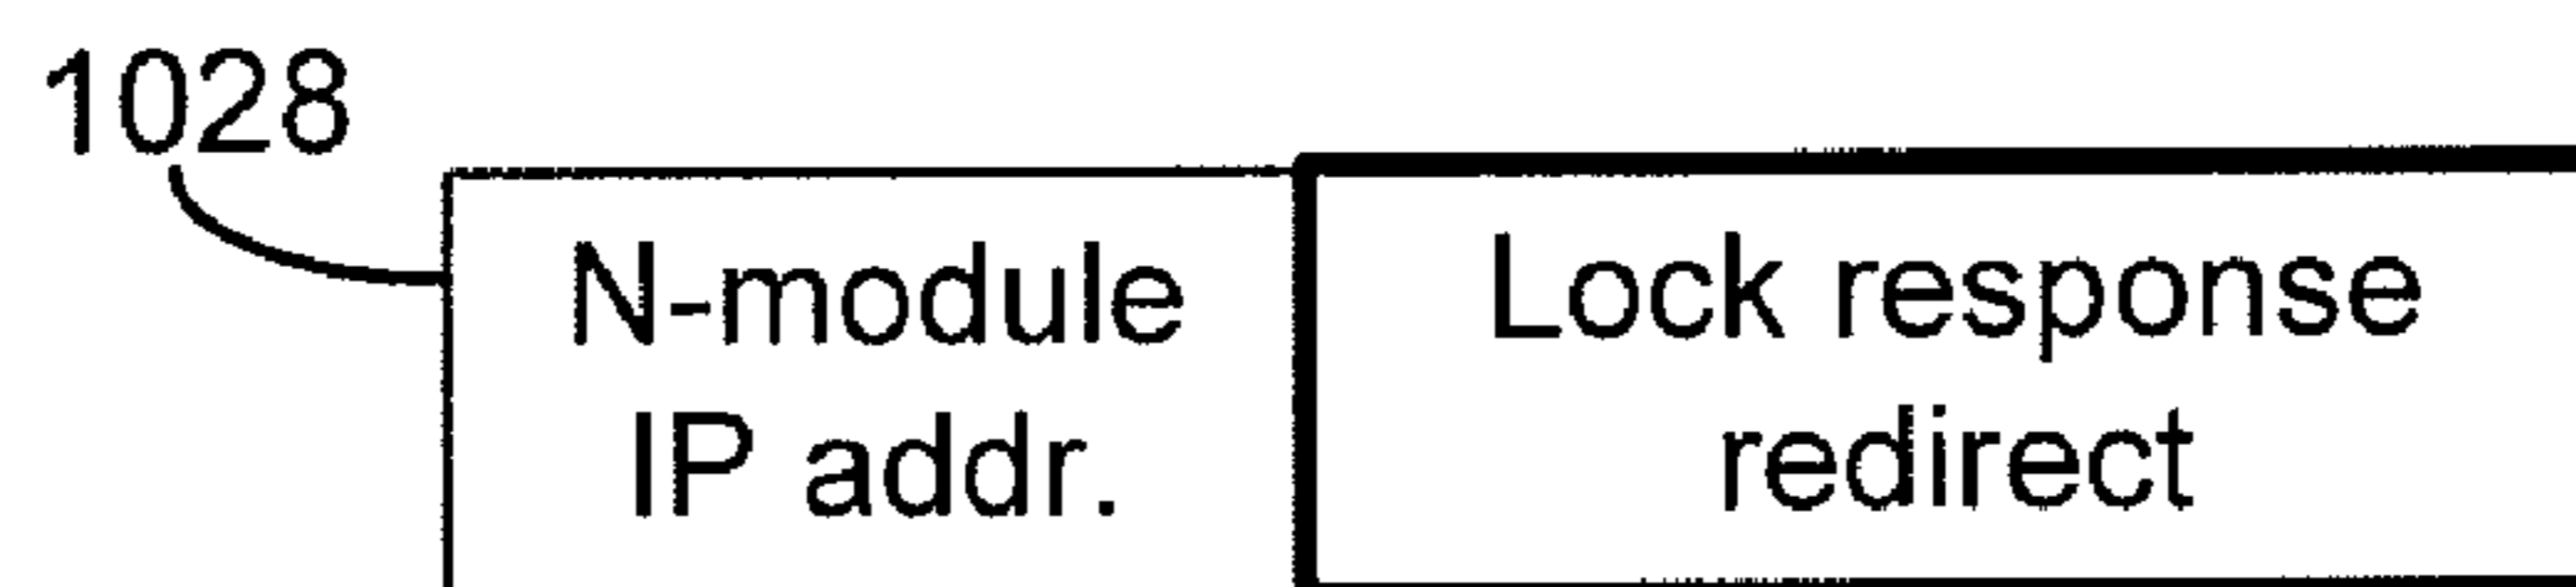 1028
N-module
IP addr.
Lock response
redirect